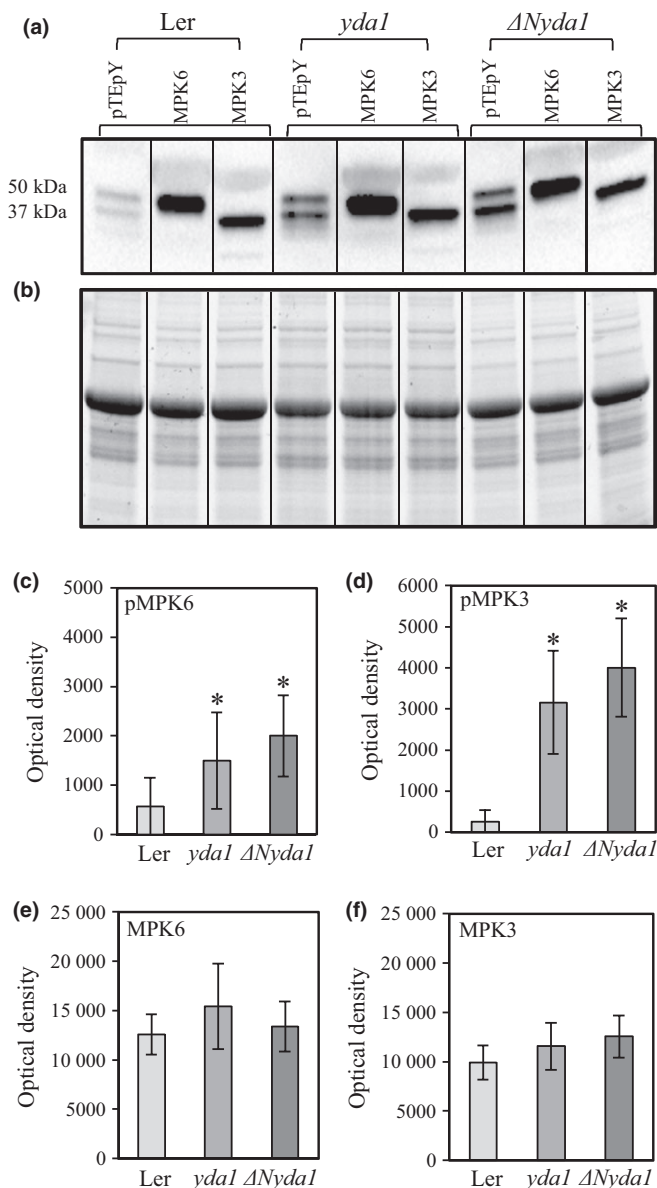 (a)
Ler yda1 ΔNyda1
pTEpY MPK6 MPK3 pTEpY MPK6 MPK3 pTEpY MPK6 MPK3
50 kDa
37 kDa
(b)
(c)
5000
4000
3000
2000
1000
0
Optical density
pMPK6
*
*
Ler yda1 ΔNyda1
(d)
6000
5000
4000
3000
2000
1000
0
Optical density
pMPK3
*
*
Ler yda1 ΔNyda1
(e)
25 000
20 000
15 000
10 000
5000
0
Optical density
MPK6
Ler yda1 ΔNyda1
(f)
25 000
20 000
15 000
10 000
5000
0
Optical density
MPK3
Ler yda1 ΔNyda1